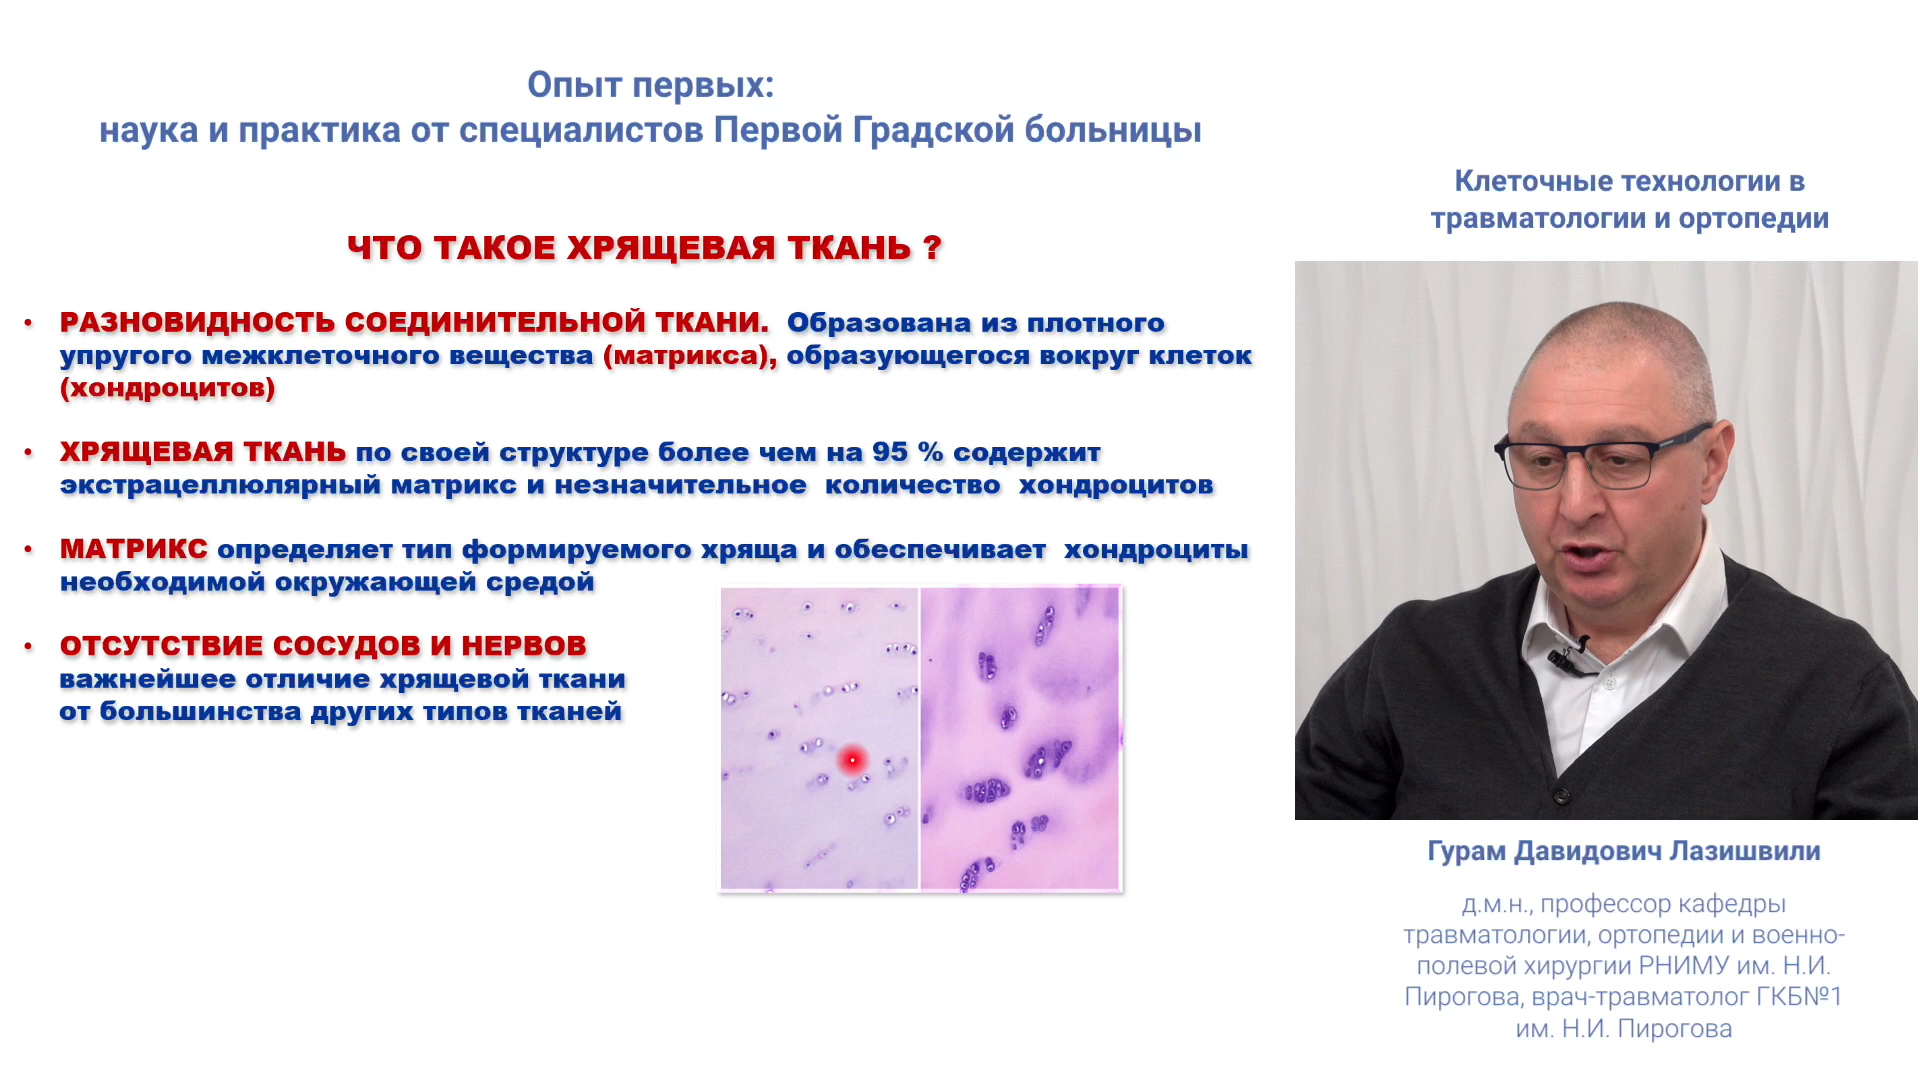 Опыт первых:
наука и практика от специалистов Первой Градской больницы
Клеточные технологии в
травматологии и ортопедии
ЧТО ТАКОЕ ХРЯЩЕВАЯ ТКАНЬ ?
• РАЗНОВИДНОСТЬ СОЕДИНИТЕЛЬНОЙ ТКАНИ. Образована из плотного
упругого межклеточного вещества (матрикса), образующегося вокруг клеток
(хондроцитов)
• ХРЯЩЕВАЯ ТКАНЬ по своей структуре более чем на 95 % содержит
экстрацеллюлярный матрикс и незначительное количество хондроцитов
• МАТРИКС определяет тип формируемого хряща и обеспечивает хондроциты
необходимой окружающей средой
• ОТСУТСТВИЕ СОСУДОВ И НЕРВОВ
важнейшее отличие хрящевой ткани
от большинства других типов тканей
Гурам Давидович Лазишвили
д.м.н., профессор кафедры
травматологии, ортопедии и военно-
полевой хирургии РНИМУ им. Н.И.
Пирогова, врач-травматолог ГКБ№1
им. Н.И. Пирогова